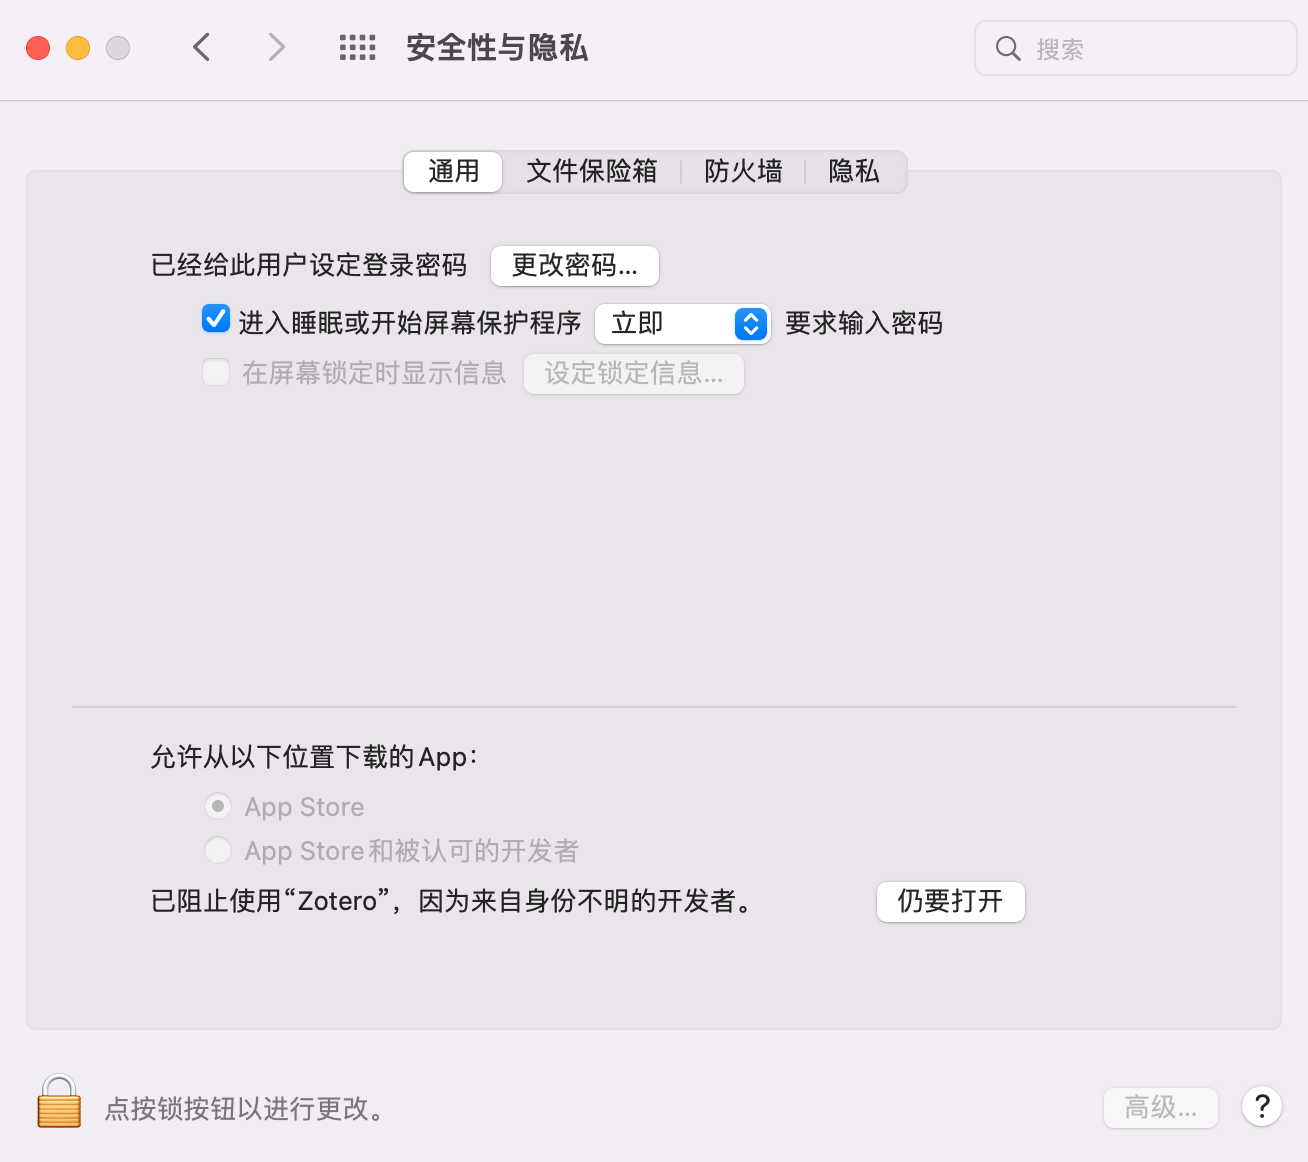 安全性与隐私
搜索
通用 文件保险箱 防火墙 隐私
已经给此用户设定登录密码 更改密码...
进入睡眠或开始屏幕保护程序 立即 要求输入密码
在屏幕锁定时显示信息 设定锁定信息...
允许从以下位置下载的App：
App Store
App Store和被认可的开发者
已阻止使用“Zotero”，因为来自身份不明的开发者。 仍要打开
点按锁按钮以进行更改。 高级... ?